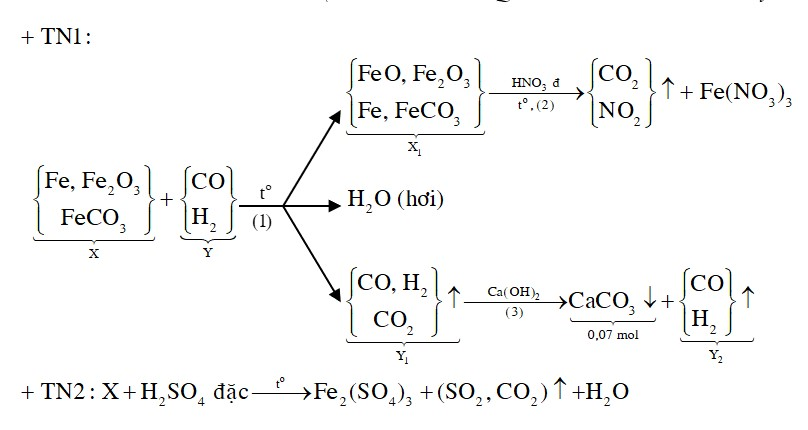 + TN1:
{FeO, Fe₂O₃
Fe, FeCO₃}
X₁
HNO₃ đ
t°, (2)
{CO₂
NO₂} ↑ + Fe(NO₃)₃
{Fe, Fe₂O₃
FeCO₃}
X
+ {CO
H₂}
Y
t°
(1)
H₂O (hơi)
{CO, H₂
CO₂} ↑
Y₁
Ca(OH)₂
(3)
CaCO₃ ↓ +
0,07 mol
{CO
H₂} ↑
Y₂
+ TN2: X + H₂SO₄ đặc —t°→ Fe₂(SO₄)₃ + (SO₂, CO₂) ↑ +H₂O